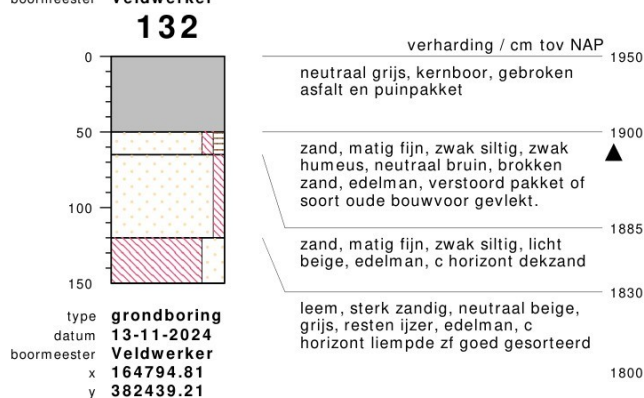 boormeester Veldwerker
132
verharding / cm tov NAP
0
1950
neutraal grijs, kernboor, gebroken
asfalt en puinpakket
50
1900
zand, matig fijn, zwak siltig, zwak
humeus, neutraal bruin, brokken
zand, edelman, verstoord pakket of
soort oude bouwvoor gevlekt.
100
1885
zand, matig fijn, zwak siltig, licht
beige, edelman, c horizont dekzand
150
1830
leem, sterk zandig, neutraal beige,
grijs, resten ijzer, edelman, c
horizont liempde zf goed gesorteerd
1800
type grondboring
datum 13-11-2024
boormeester Veldwerker
x 164794.81
y 382439.21